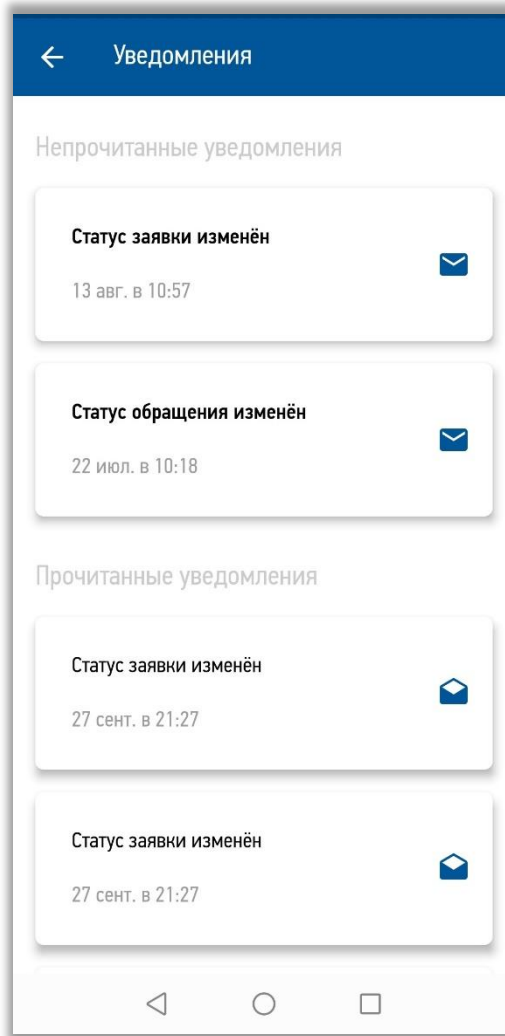 Уведомления
Непрочитанные уведомления
Статус заявки изменён
13 авг. в 10:57
Статус обращения изменён
22 июл. в 10:18
Прочитанные уведомления
Статус заявки изменён
27 сент. в 21:27
Статус заявки изменён
27 сент. в 21:27